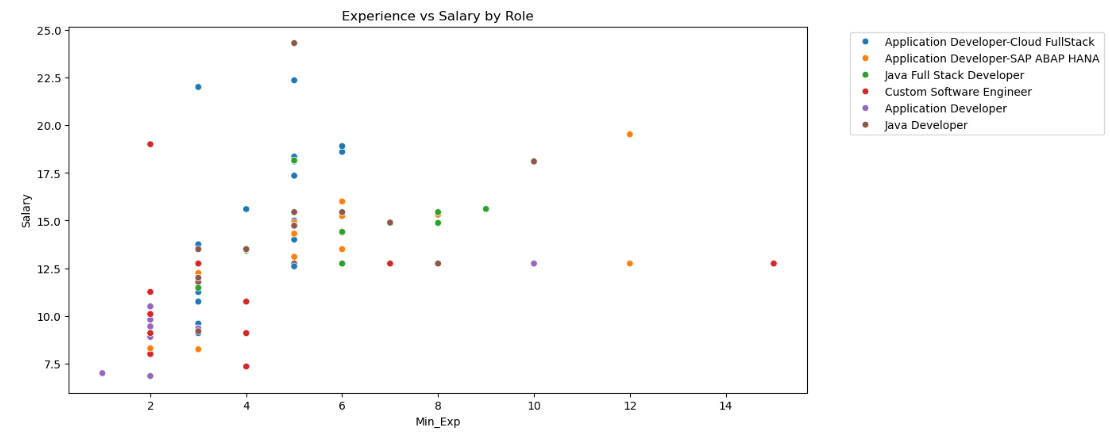 Experience vs Salary by Role
25.0
22.5
20.0
17.5
15.0
12.5
10.0
7.5
Salary
2
4
6
8
10
12
14
Min_Exp
Application Developer-Cloud FullStack
Application Developer-SAP ABAP HANA
Java Full Stack Developer
Custom Software Engineer
Application Developer
Java Developer